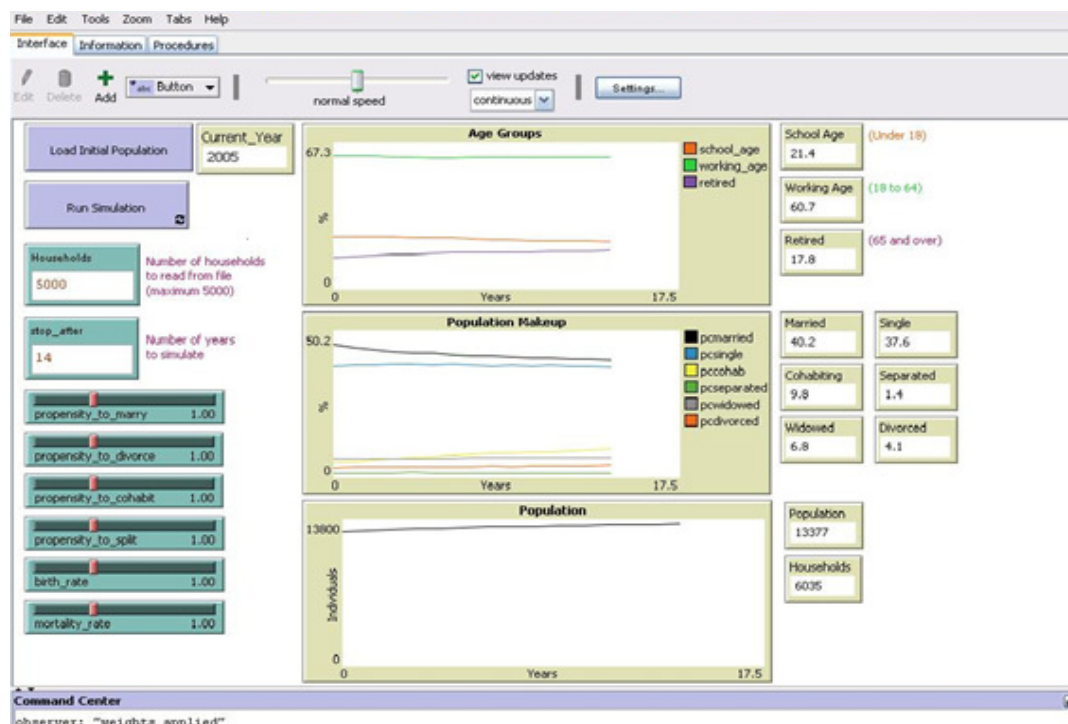 File Edit Tools Zoom Tabs Help
Interface Information Procedures
Edit Delete Add abc Button
normal speed
view updates
continuous
Settings...
Load Initial Population
Current_Year
2005
Run Simulation
Households
5000
Number of households
to read from file
(maximum 5000)
stop_after
14
Number of years
to simulate
propensity_to_marry 1.00
propensity_to_divorce 1.00
propensity_to_cohabit 1.00
propensity_to_split 1.00
birth_rate 1.00
mortality_rate 1.00
Age Groups
67.3
%
0
0 Years 17.5
school_age
working_age
retired
Population Makeup
50.2
%
0
0 Years 17.5
pcmarried
pcsingle
pccohab
pcseparated
pcwidowed
pcdivorced
Population
13800
Individuals
0
0 Years 17.5
School Age
21.4
(Under 18)
Working Age
60.7
(18 to 64)
Retired
17.8
(65 and over)
Married
40.2
Single
37.6
Cohabiting
9.8
Separated
1.4
Widowed
6.8
Divorced
4.1
Population
13377
Households
6035
Command Center
observer: "weights applied"